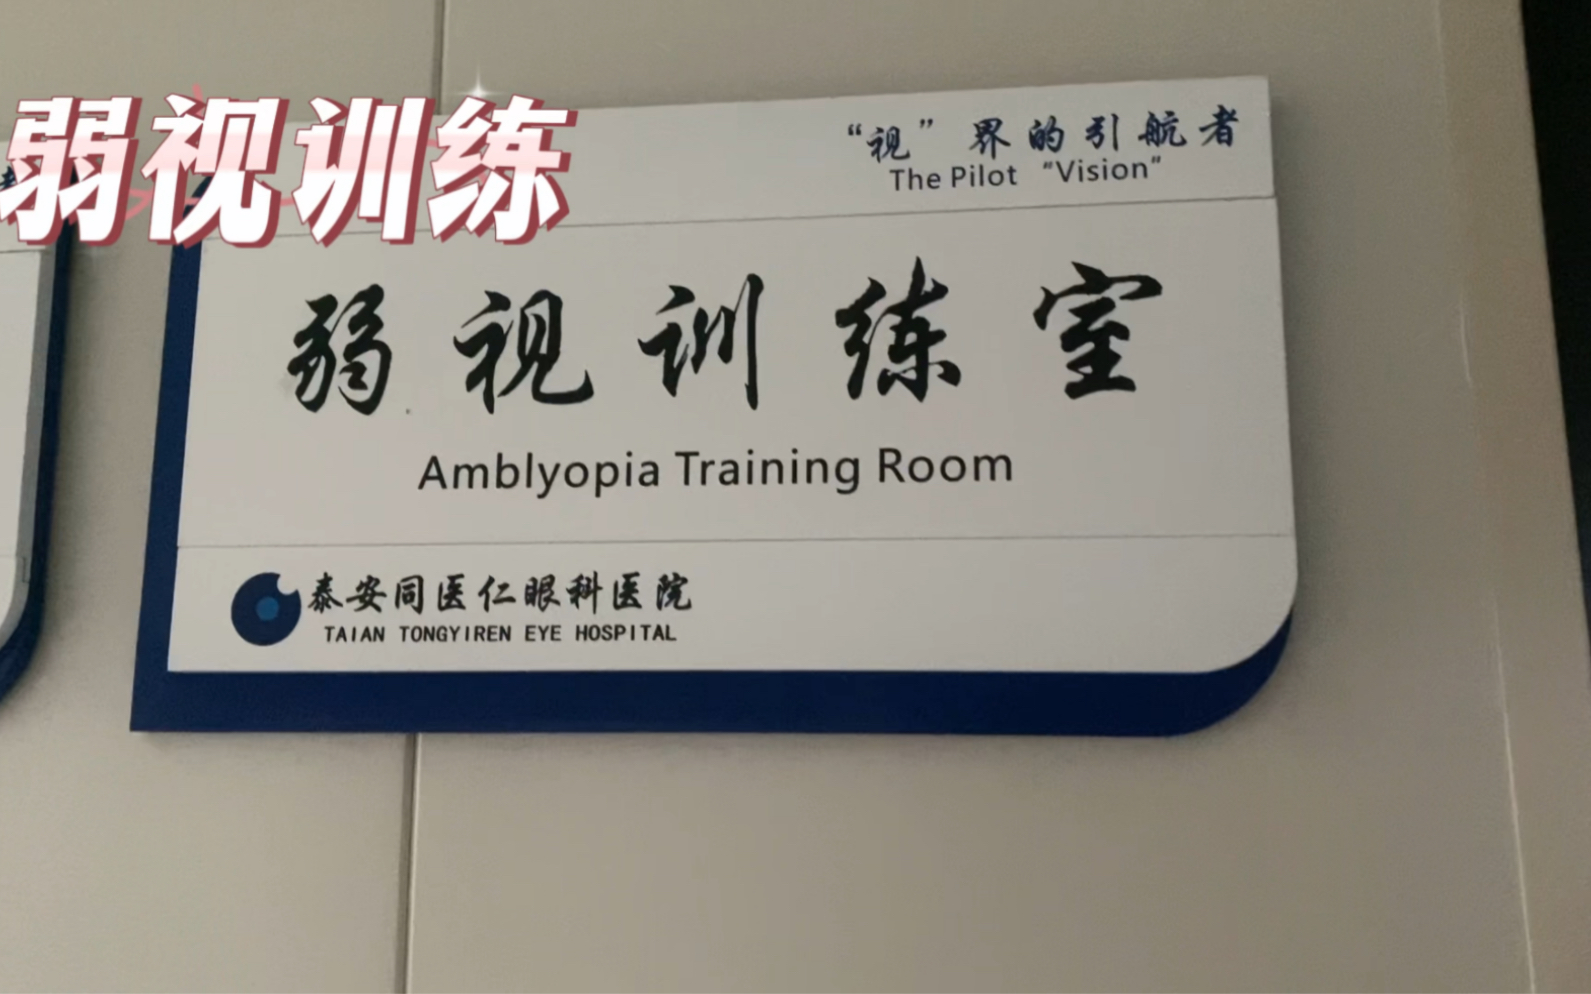 弱视训练
“视”界的引航者
The Pilot “Vision”
弱视训练室
Amblyopia Training Room
泰安同医仁眼科医院
TAIAN TONGYIREN EYE HOSPITAL